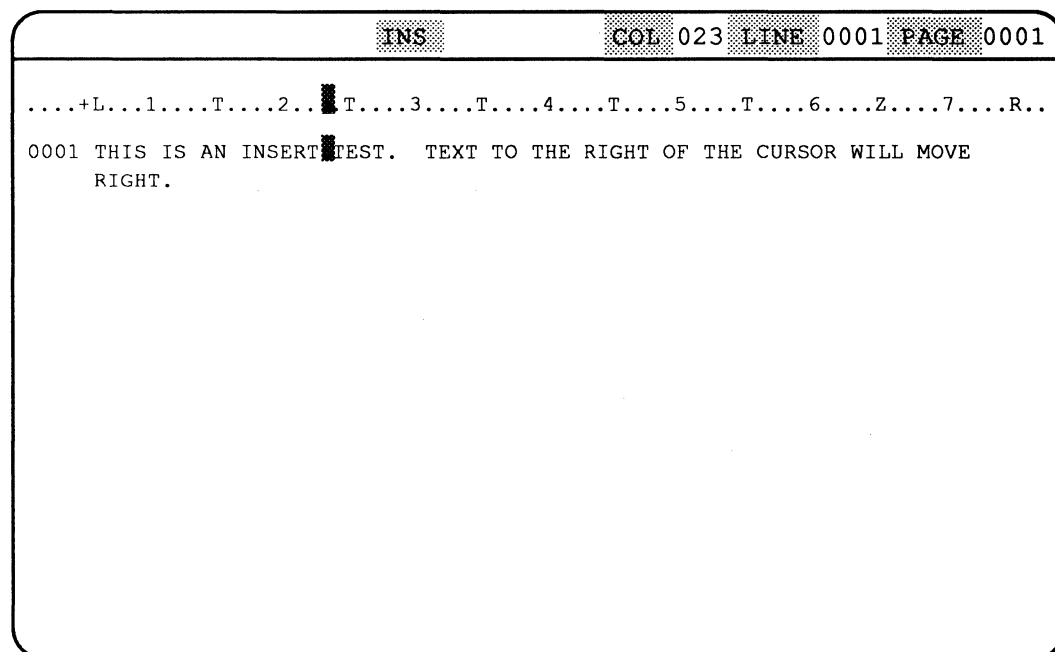 INS COL 023 LINE 0001 PAGE 0001
....+L...1....T....2...█.T....3....T....4....T....5....T....6....Z....7....R..
0001 THIS IS AN INSERT█TEST.  TEXT TO THE RIGHT OF THE CURSOR WILL MOVE
RIGHT.